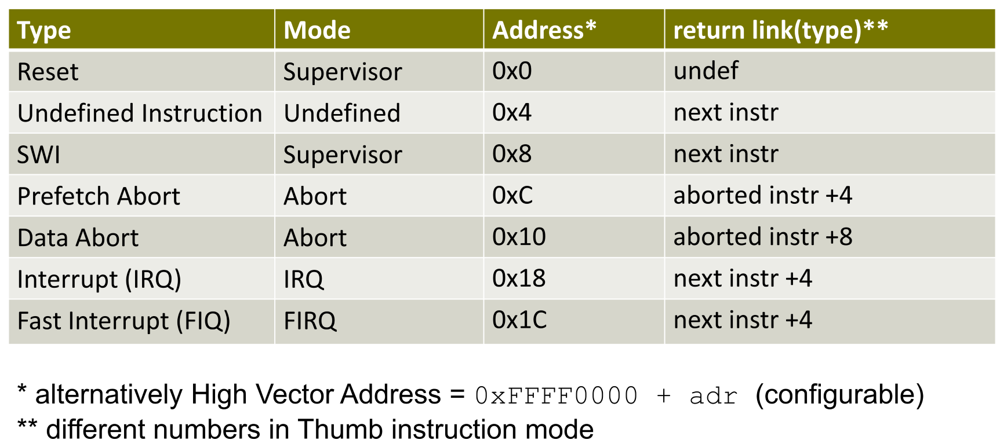 Type Mode Address* return link(type)**
Reset Supervisor 0x0 undef
Undefined Instruction Undefined 0x4 next instr
SWI Supervisor 0x8 next instr
Prefetch Abort Abort 0xC aborted instr +4
Data Abort Abort 0x10 aborted instr +8
Interrupt (IRQ) IRQ 0x18 next instr +4
Fast Interrupt (FIQ) FIRQ 0x1C next instr +4
* alternatively High Vector Address = 0xFFFF0000 + adr (configurable)
** different numbers in Thumb instruction mode